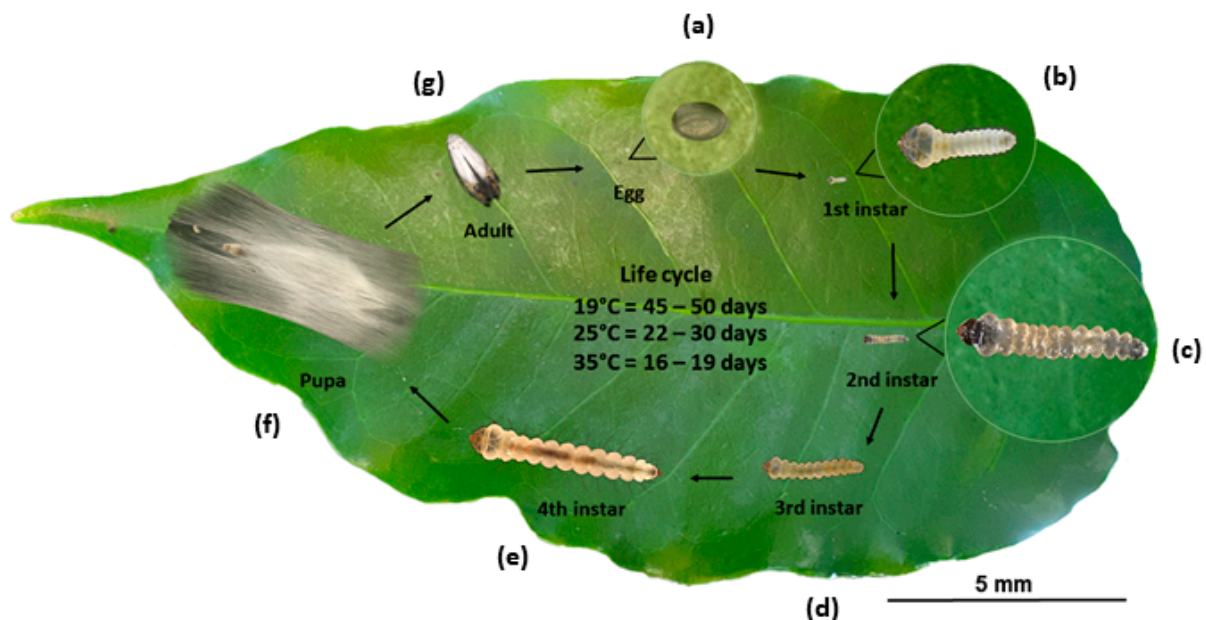 (a)
(b)
(g)
Egg
1st instar
Adult
Life cycle
19°C = 45 – 50 days
25°C = 22 – 30 days
35°C = 16 – 19 days
(c)
2nd instar
Pupa
(f)
4th instar
3rd instar
(e)
5 mm
(d)